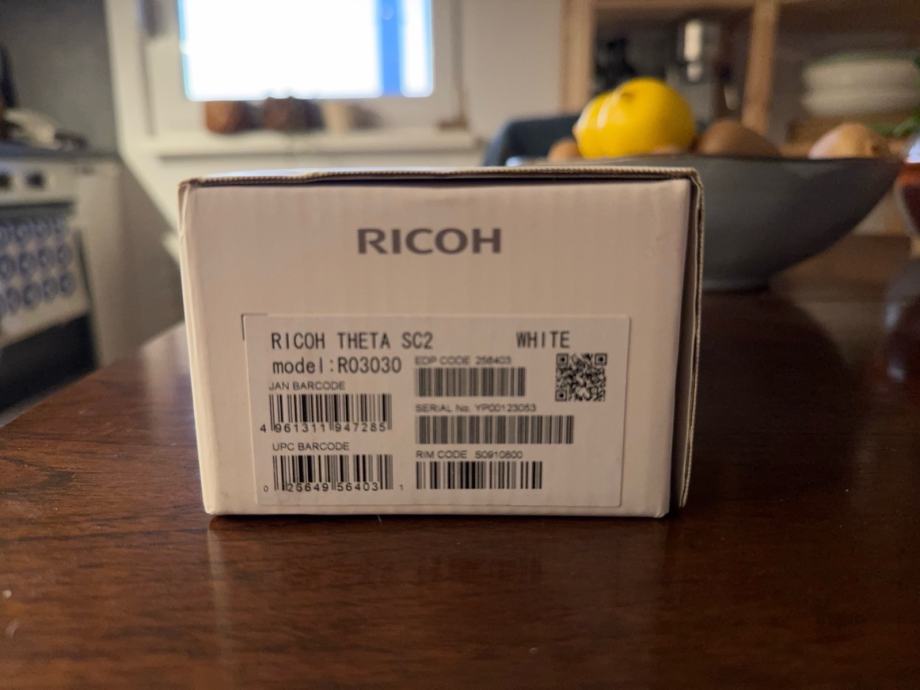 RICOH
RICOH THETA SC2 WHITE
model:R03030
EDP CODE 256403
JAN BARCODE
4 961311 947285
SERIAL No. YP00123053
UPC BARCODE
RIM CODE S0910800
0 25649 56403 1